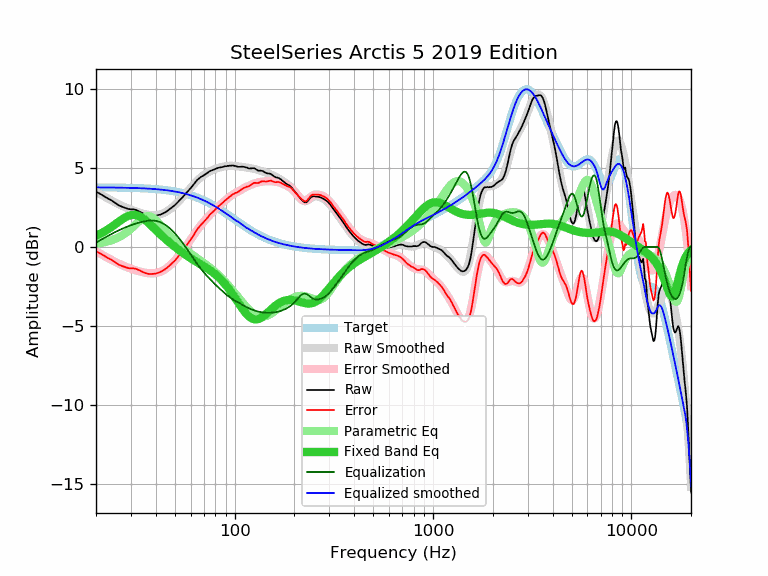 SteelSeries Arctis 5 2019 Edition
Amplitude (dBr)
10
5
0
−5
−10
−15
Target
Raw Smoothed
Error Smoothed
Raw
Error
Parametric Eq
Fixed Band Eq
Equalization
Equalized smoothed
100 1000 10000
Frequency (Hz)